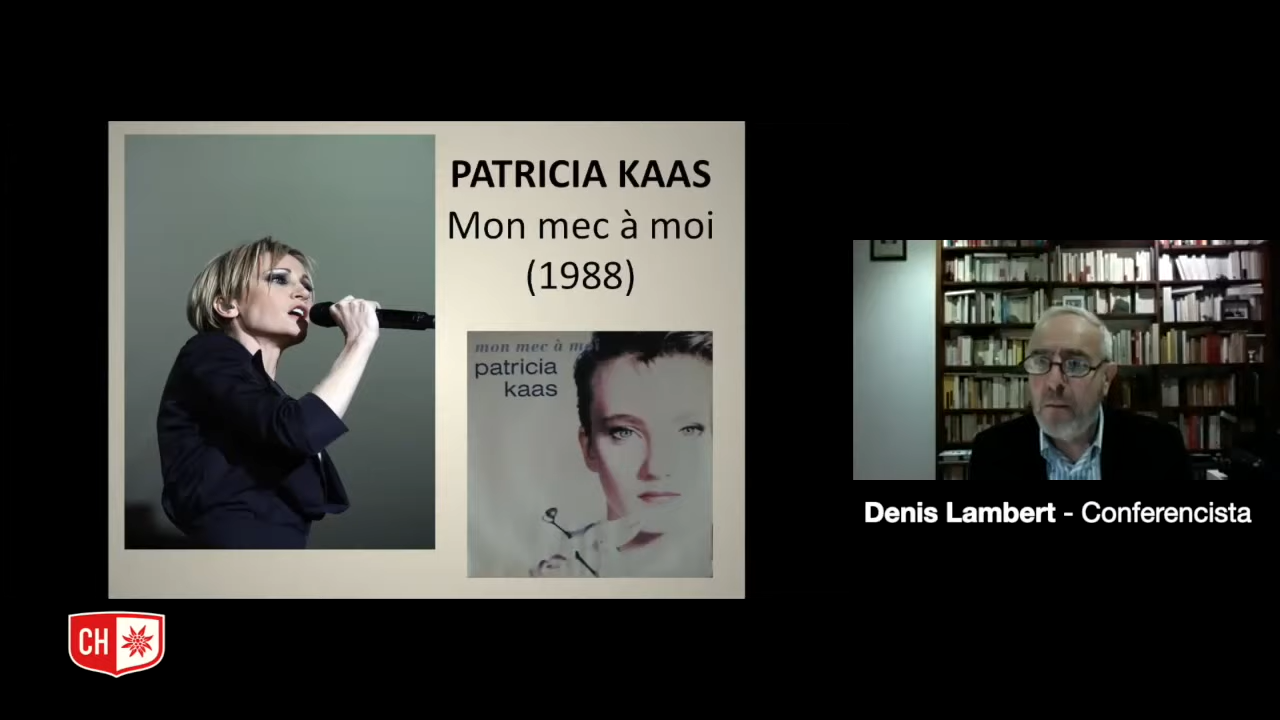 PATRICIA KAAS
Mon mec à moi
(1988)
mon mec à moi
patricia
kaas
Denis Lambert - Conferencista
CH